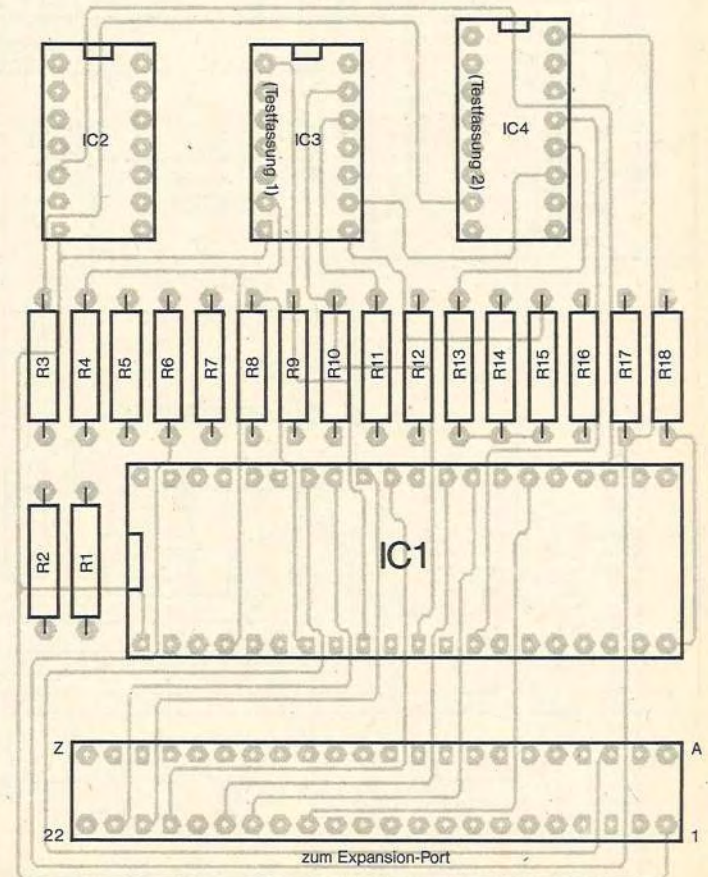 IC2
(Testfassung 1)
IC3
(Testfassung 2)
IC4
R3
R4
R5
R6
R7
R8
R9
R10
R11
R12
R13
R14
R15
R16
R17
R18
R2
R1
IC1
Z
A
22
1
zum Expansion-Port